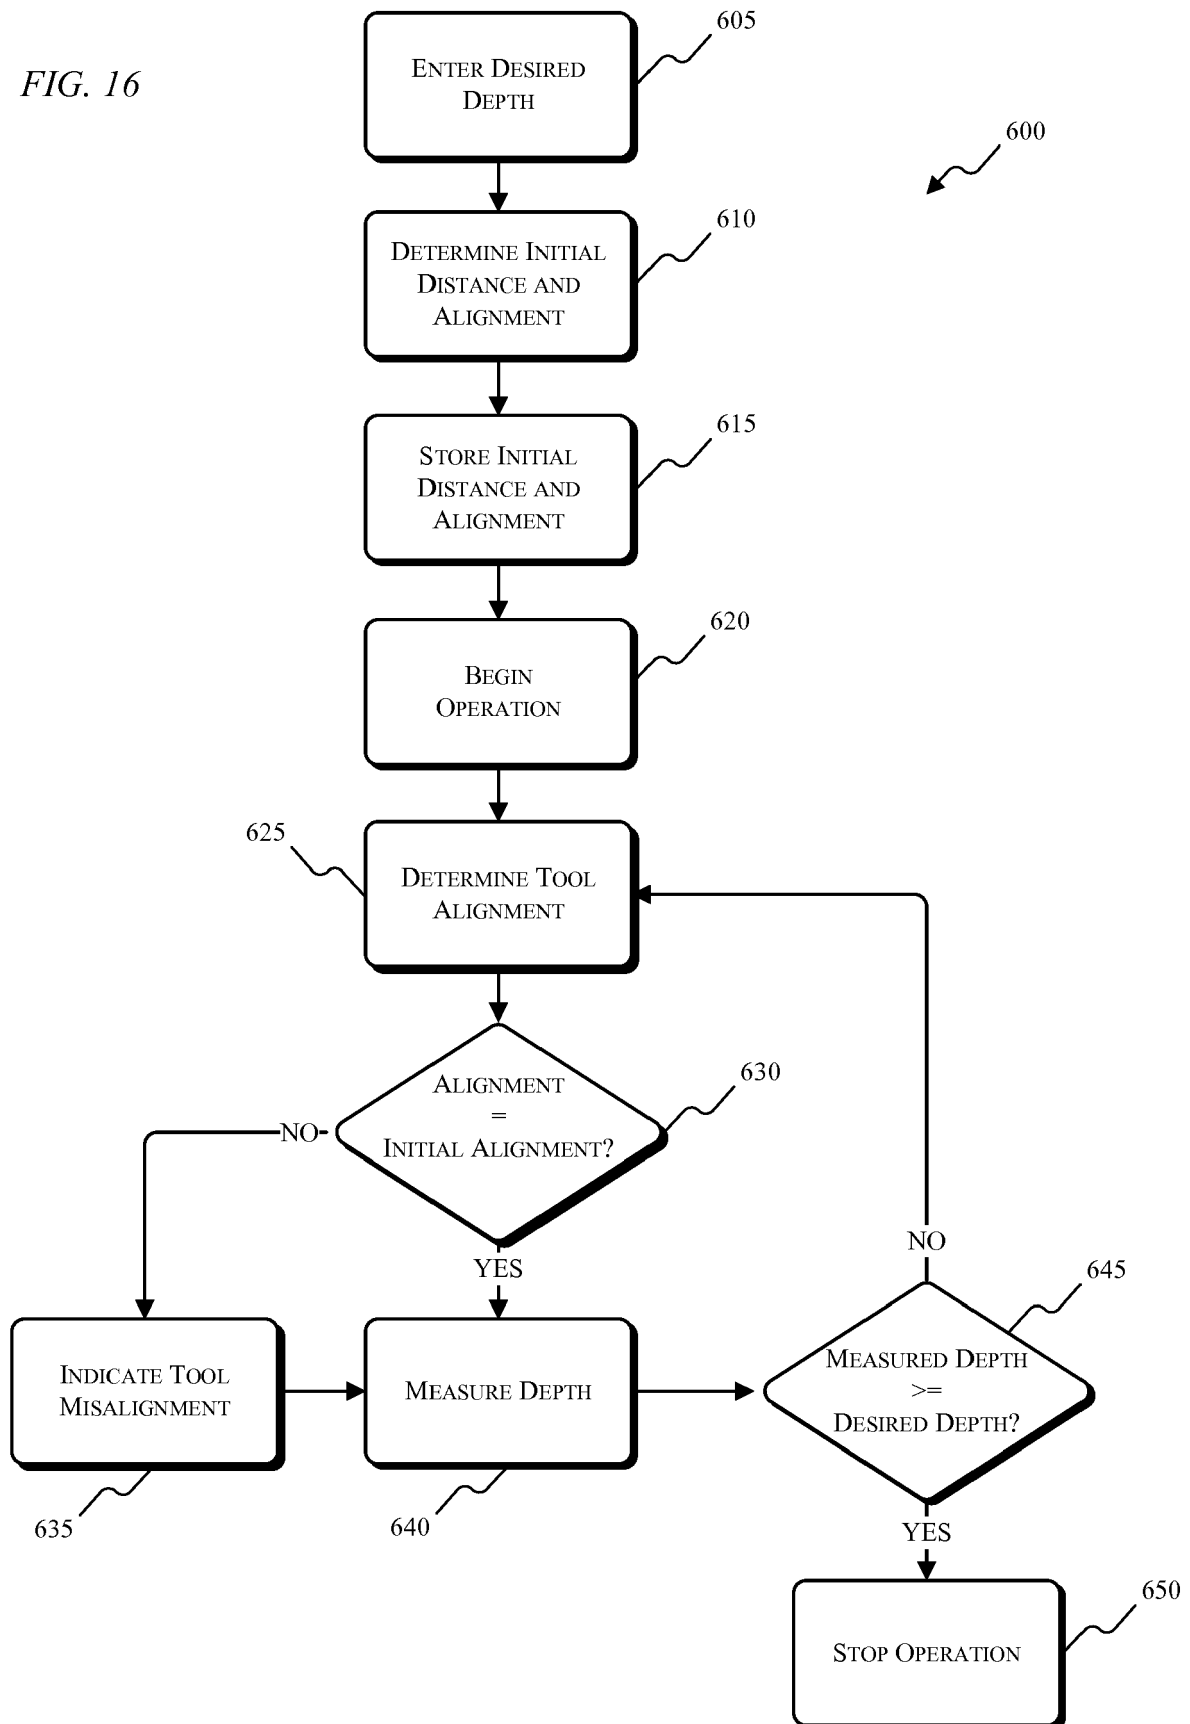 FIG. 16
605
ENTER DESIRED
DEPTH
600
610
DETERMINE INITIAL
DISTANCE AND
ALIGNMENT
615
STORE INITIAL
DISTANCE AND
ALIGNMENT
620
BEGIN
OPERATION
625
DETERMINE TOOL
ALIGNMENT
630
ALIGNMENT
=
INITIAL ALIGNMENT?
NO
YES
NO
645
INDICATE TOOL
MISALIGNMENT
635
MEASURE DEPTH
640
MEASURED DEPTH
>=
DESIRED DEPTH?
YES
650
STOP OPERATION